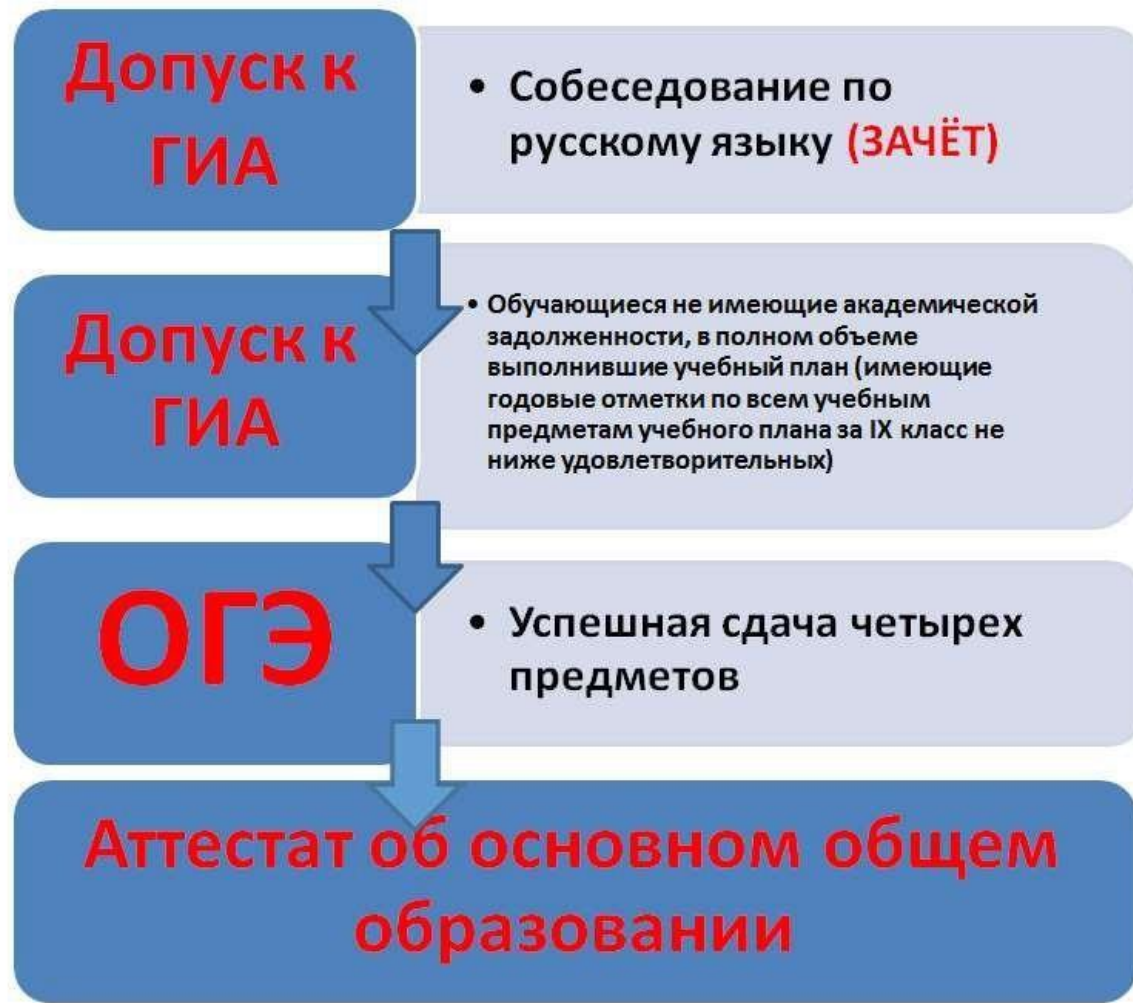 Допуск к
ГИА
• Собеседование по
русскому языку (ЗАЧЁТ)
Допуск к
ГИА
• Обучающиеся не имеющие академической
задолженности, в полном объеме
выполнившие учебный план (имеющие
годовые отметки по всем учебным
предметам учебного плана за IX класс не
ниже удовлетворительных)
ОГЭ
• Успешная сдача четырех
предметов
Аттестат об основном общем
образовании